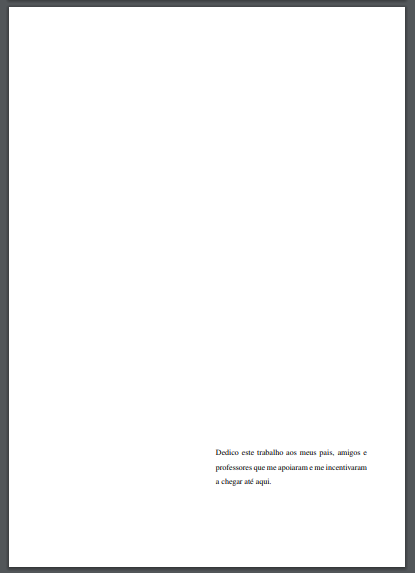 Dedico este trabalho aos meus pais, amigos e
professores que me apoiaram e me incentivaram
a chegar até aqui.